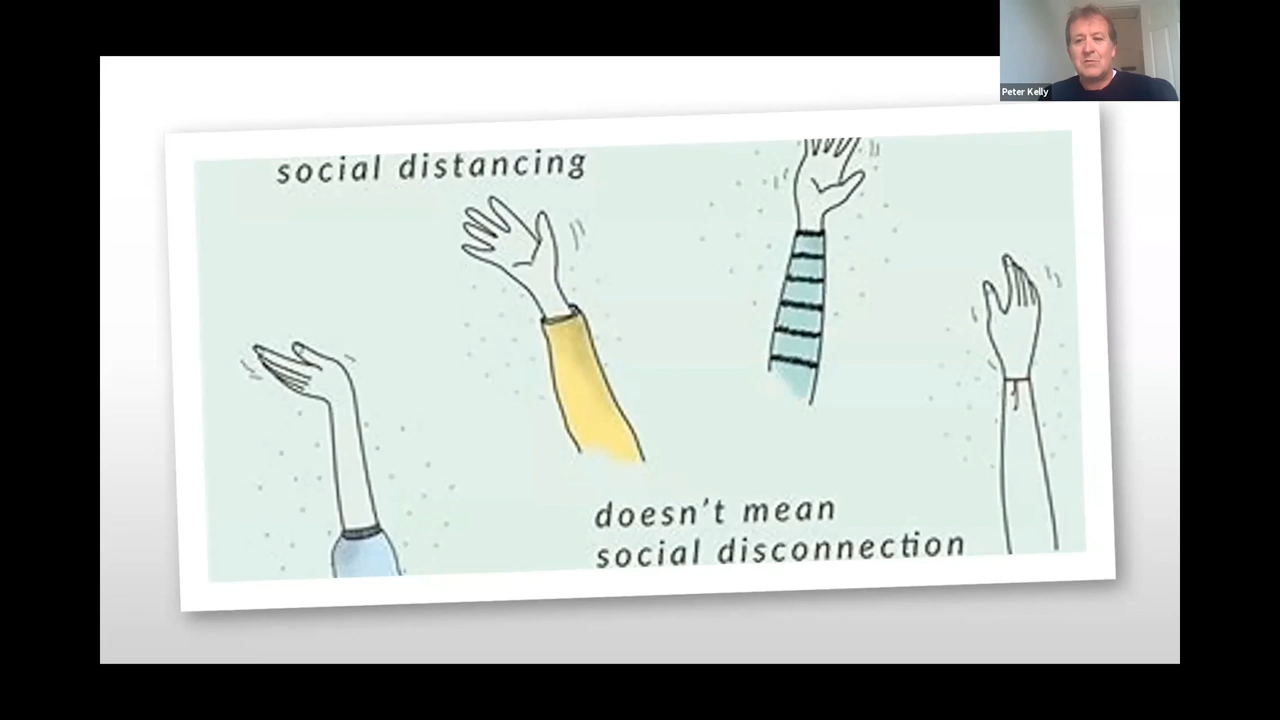 Peter Kelly
social distancing
doesn't mean
social disconnection